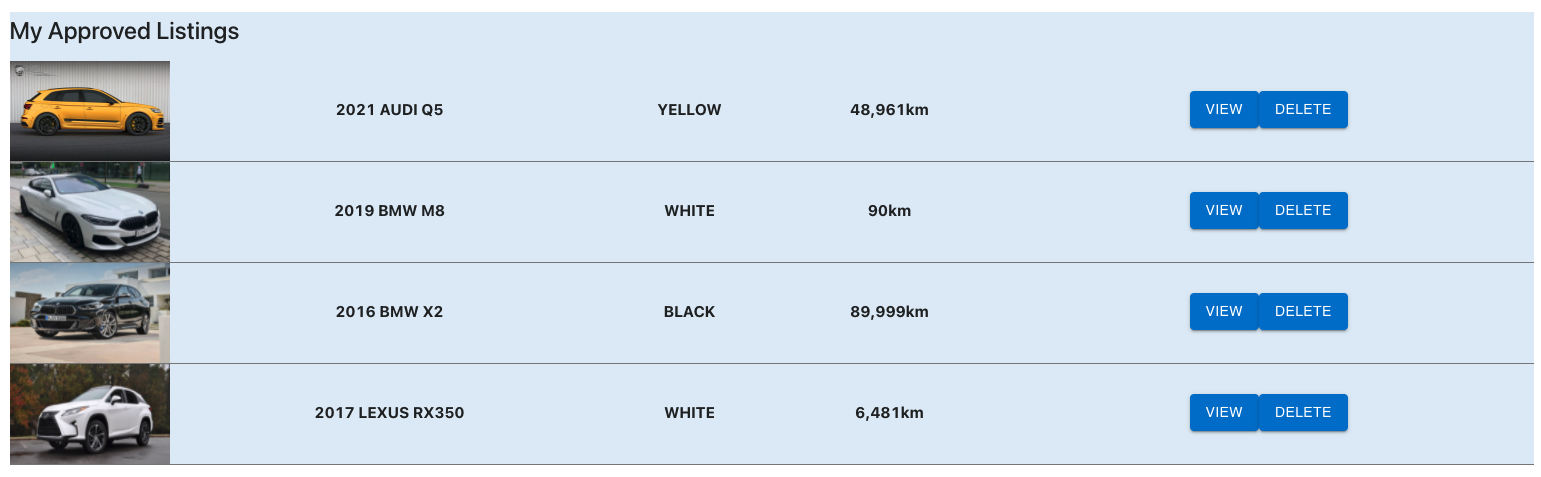 My Approved Listings
2021 AUDI Q5 YELLOW 48,961km VIEW DELETE
2019 BMW M8 WHITE 90km VIEW DELETE
2016 BMW X2 BLACK 89,999km VIEW DELETE
2017 LEXUS RX350 WHITE 6,481km VIEW DELETE